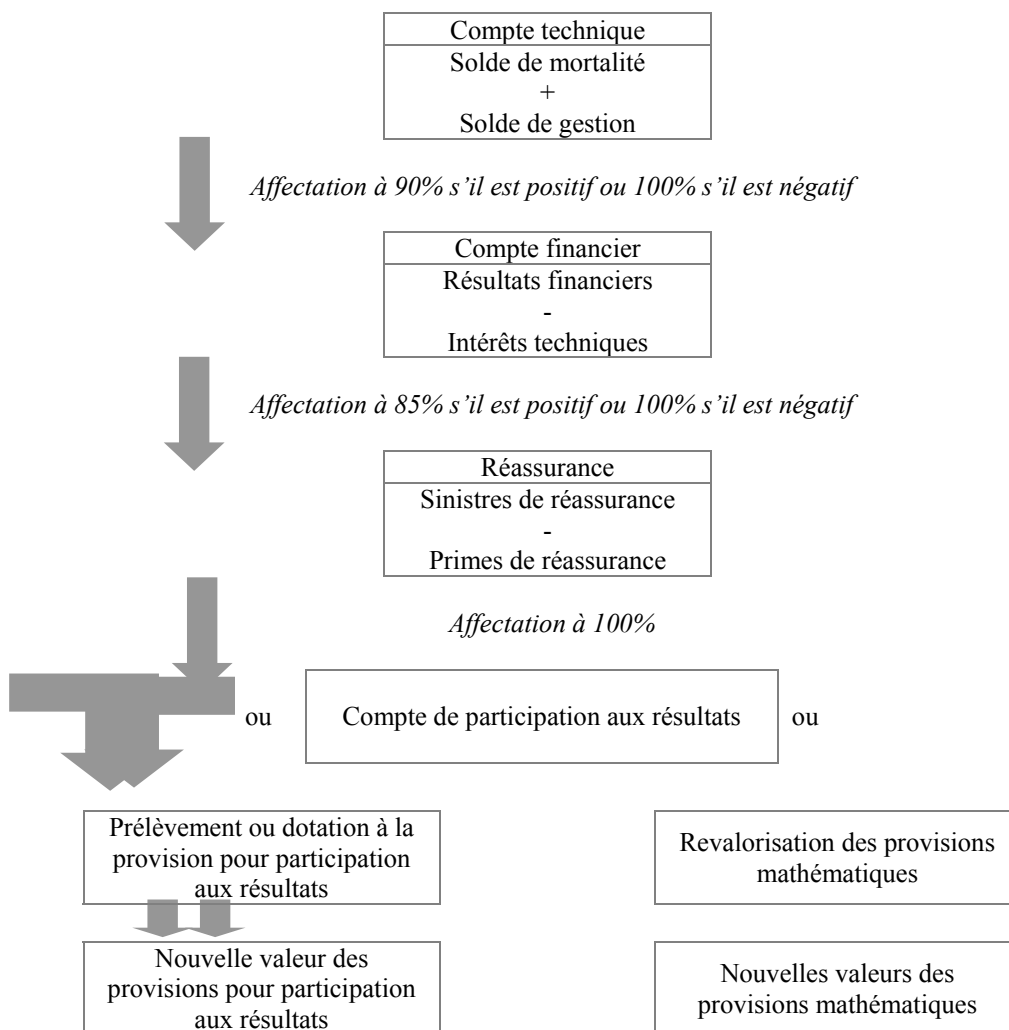 Compte technique
Solde de mortalité
+
Solde de gestion
Affectation à 90% s’il est positif ou 100% s’il est négatif
Compte financier
Résultats financiers
-
Intérêts techniques
Affectation à 85% s’il est positif ou 100% s’il est négatif
Réassurance
Sinistres de réassurance
-
Primes de réassurance
Affectation à 100%
ou
Compte de participation aux résultats
ou
Prélèvement ou dotation à la
provision pour participation
aux résultats
Revalorisation des provisions
mathématiques
Nouvelle valeur des
provisions pour participation
aux résultats
Nouvelles valeurs des
provisions mathématiques